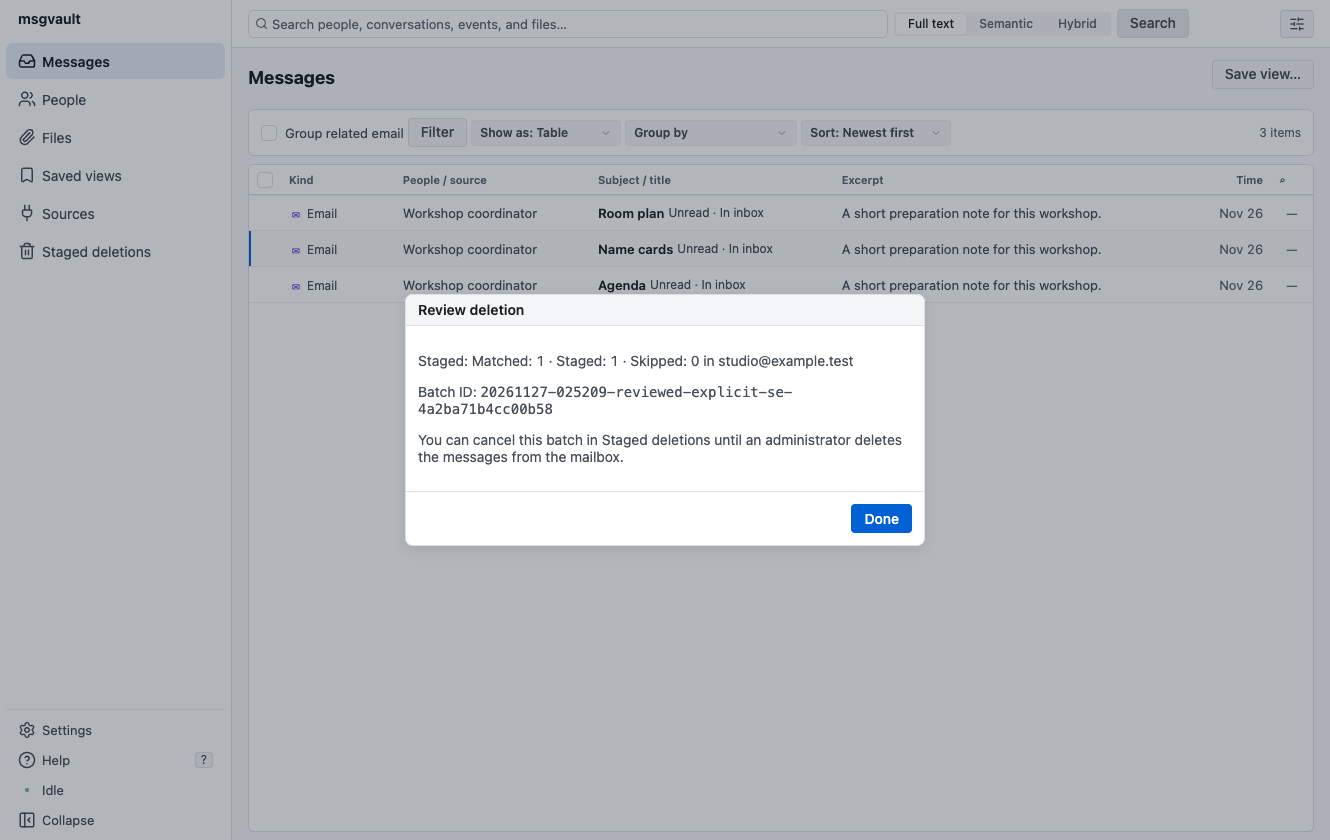 msgvault
Search people, conversations, events, and files...
Full text
Semantic
Hybrid
Search
Messages
People
Files
Saved views
Sources
Staged deletions
Messages
Save view...
Group related email
Filter
Show as: Table
Group by
Sort: Newest first
3 items
Kind People / source Subject / title Excerpt Time
Email Workshop coordinator Room plan Unread · In inbox A short preparation note for this workshop. Nov 26 —
Email Workshop coordinator Name cards Unread · In inbox A short preparation note for this workshop. Nov 26 —
Email Workshop coordinator Agenda Unread · In inbox A short preparation note for this workshop. Nov 26 —
Review deletion
Staged: Matched: 1 · Staged: 1 · Skipped: 0 in studio@example.test
Batch ID: 20261127-025209-reviewed-explicit-se-
4a2ba71b4cc00b58
You can cancel this batch in Staged deletions until an administrator deletes
the messages from the mailbox.
Done
Settings
Help ?
Idle
Collapse